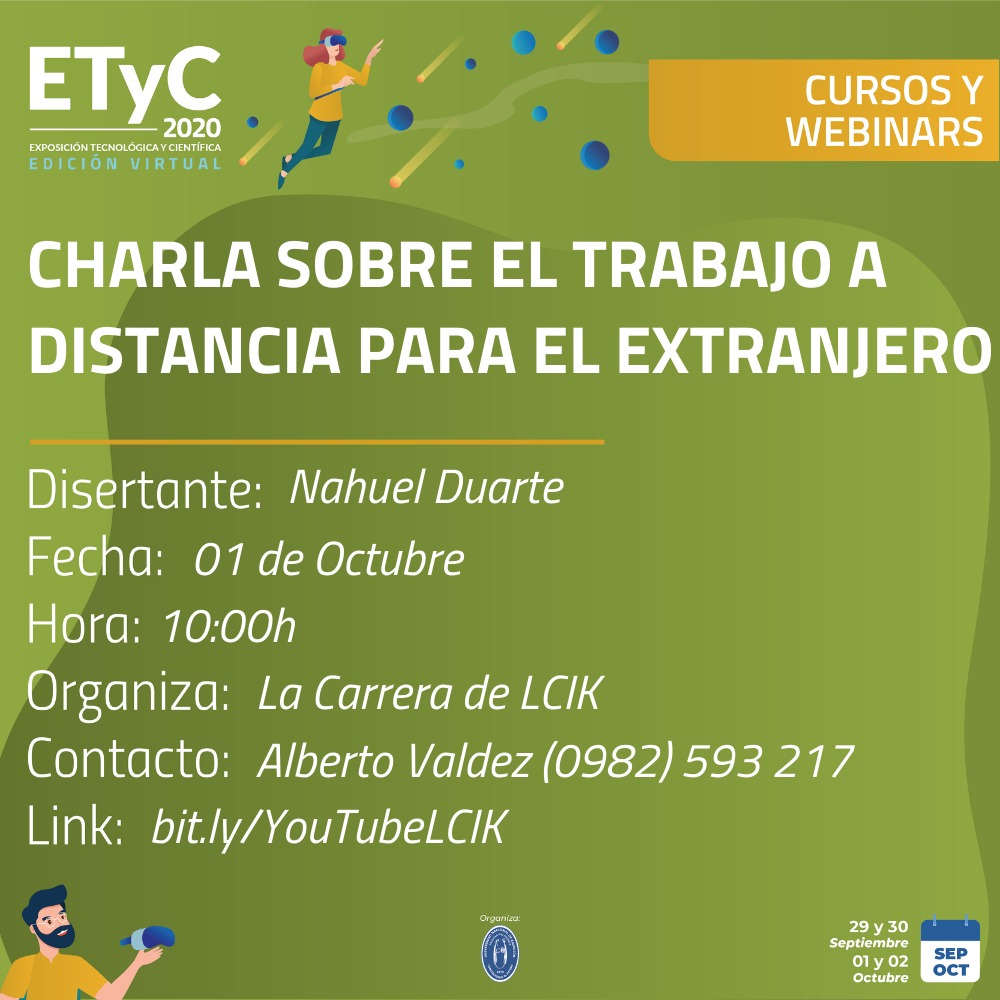 ETyC
2020
EXPOSICIÓN TECNOLÓGICA Y CIENTÍFICA
EDICIÓN VIRTUAL
CURSOS Y
WEBINARS
CHARLA SOBRE EL TRABAJO A
DISTANCIA PARA EL EXTRANJERO
Disertante: Nahuel Duarte
Fecha: 01 de Octubre
Hora: 10:00h
Organiza: La Carrera de LCIK
Contacto: Alberto Valdez (0982) 593 217
Link: bit.ly/YouTubeLCIK
Organiza:
29 y 30
Septiembre
01 y 02
Octubre
SEP
OCT